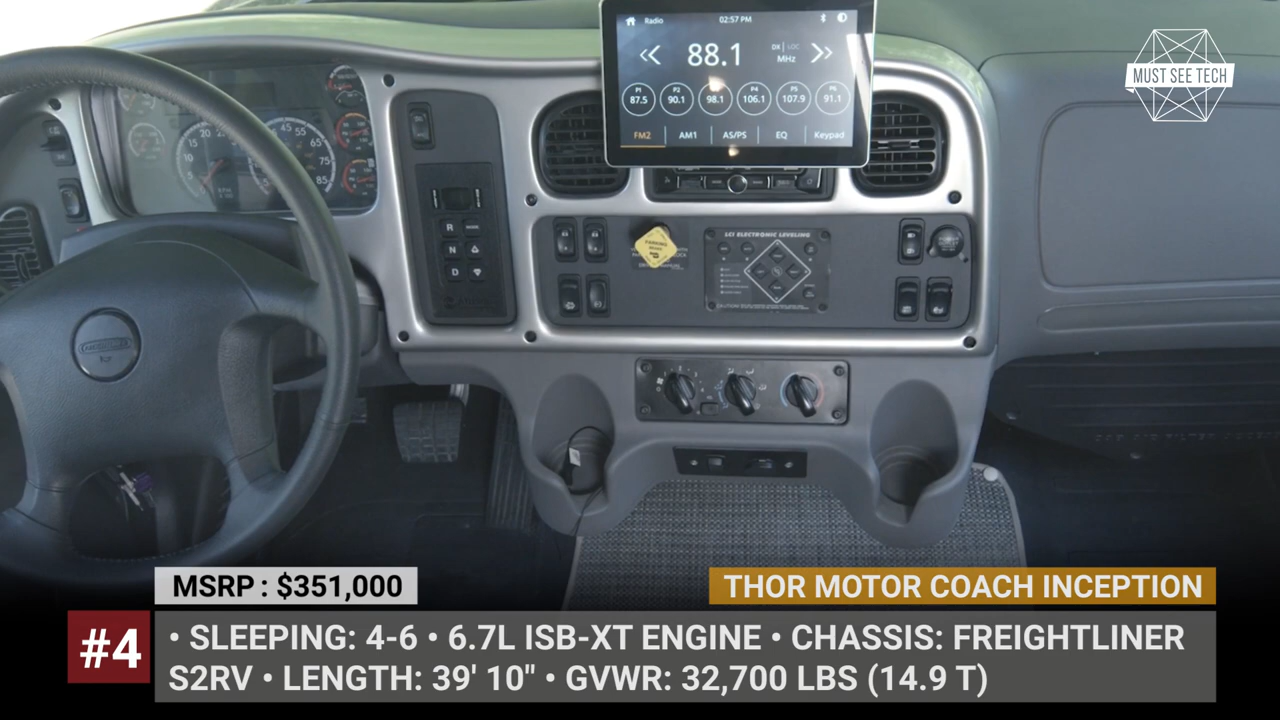 Radio
02:57 PM
88.1
DX | LOC
MHz
P1
87.5
P2
90.1
98.1
P4
106.1
P5
107.9
P6
91.1
FM2
AM1
AS/PS
EQ
Keypad
MUST SEE TECH
R
MODE
N
D
PARKING
BRAKE
LCI ELECTRONIC LEVELING
MSRP : $351,000
THOR MOTOR COACH INCEPTION
#4
• SLEEPING: 4-6 • 6.7L ISB-XT ENGINE • CHASSIS: FREIGHTLINER
S2RV • LENGTH: 39' 10" • GVWR: 32,700 LBS (14.9 T)